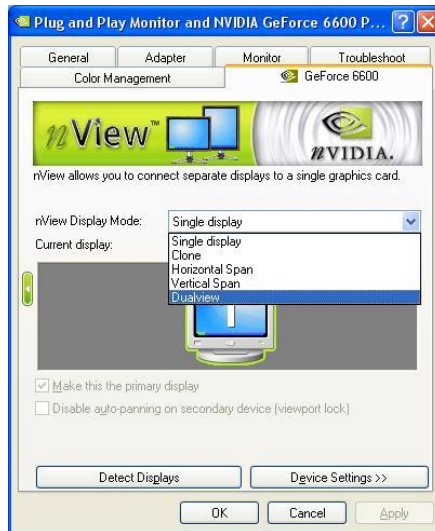 Plug and Play Monitor and NVIDIA GeForce 6600 P...
General Adapter Monitor Troubleshoot
Color Management GeForce 6600
nView™ NVIDIA.
nView allows you to connect separate displays to a single graphics card.
nView Display Mode: Single display
Current display: Single display
Clone
Horizontal Span
Vertical Span
Dualview
1
Make this the primary display
Disable auto-panning on secondary device (viewport lock)
Detect Displays Device Settings >>
OK Cancel Apply